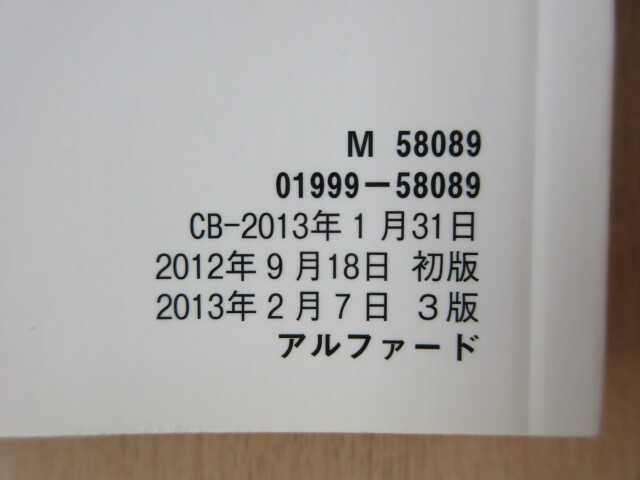 M 58089
01999-58089
CB-2013年1月31日
2012年9月18日 初版
2013年2月7日 3版
アルファード